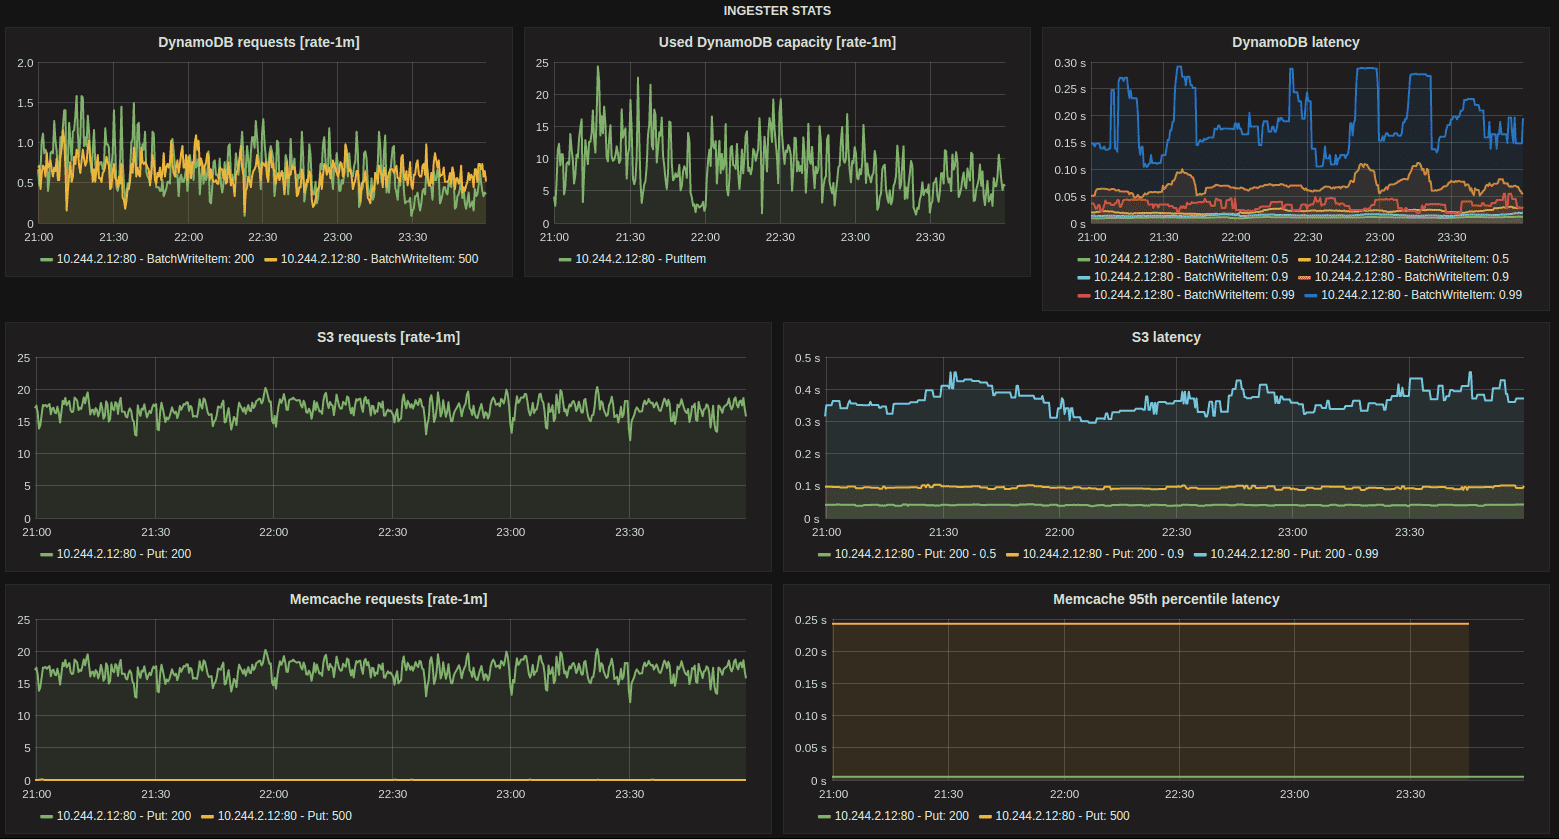 INGESTER STATS
DynamoDB requests [rate-1m]
2.0
1.5
1.0
0.5
0
21:00 21:30 22:00 22:30 23:00 23:30
10.244.2.12:80 - BatchWriteItem: 200 10.244.2.12:80 - BatchWriteItem: 500
Used DynamoDB capacity [rate-1m]
25
20
15
10
5
0
21:00 21:30 22:00 22:30 23:00 23:30
10.244.2.12:80 - PutItem
DynamoDB latency
0.30 s
0.25 s
0.20 s
0.15 s
0.10 s
0.05 s
0 s
21:00 21:30 22:00 22:30 23:00 23:30
10.244.2.12:80 - BatchWriteItem: 0.5 10.244.2.12:80 - BatchWriteItem: 0.5
10.244.2.12:80 - BatchWriteItem: 0.9 10.244.2.12:80 - BatchWriteItem: 0.9
10.244.2.12:80 - BatchWriteItem: 0.99 10.244.2.12:80 - BatchWriteItem: 0.99
S3 requests [rate-1m]
25
20
15
10
5
0
21:00 21:30 22:00 22:30 23:00 23:30
10.244.2.12:80 - Put: 200
S3 latency
0.5 s
0.4 s
0.3 s
0.2 s
0.1 s
0 s
21:00 21:30 22:00 22:30 23:00 23:30
10.244.2.12:80 - Put: 200 - 0.5 10.244.2.12:80 - Put: 200 - 0.9 10.244.2.12:80 - Put: 200 - 0.99
Memcache requests [rate-1m]
25
20
15
10
5
0
21:00 21:30 22:00 22:30 23:00 23:30
10.244.2.12:80 - Put: 200 10.244.2.12:80 - Put: 500
Memcache 95th percentile latency
0.25 s
0.20 s
0.15 s
0.10 s
0.05 s
0 s
21:00 21:30 22:00 22:30 23:00 23:30
10.244.2.12:80 - Put: 200 10.244.2.12:80 - Put: 500